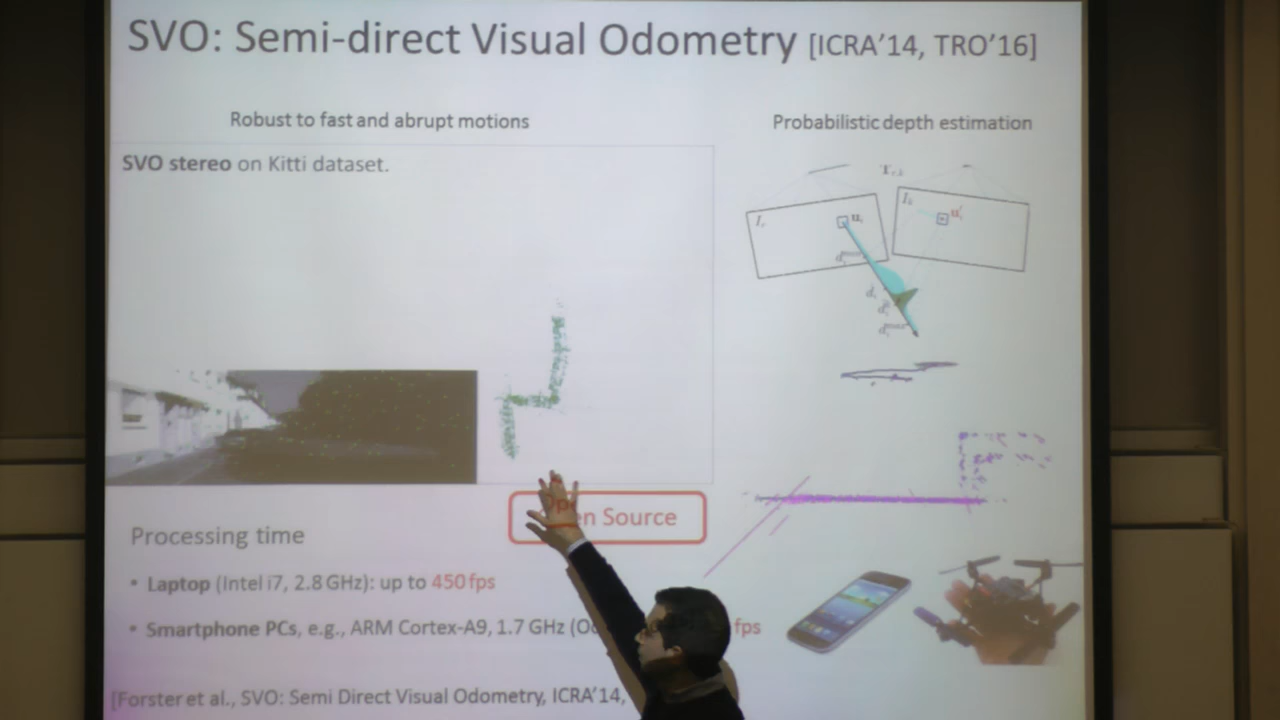 SVO: Semi-direct Visual Odometry [ICRA'14, TRO'16]
Robust to fast and abrupt motions
Probabilistic depth estimation
SVO stereo on Kitti dataset.
Open Source
Processing time
• Laptop (Intel i7, 2.8 GHz): up to 450 fps
• Smartphone PCs, e.g., ARM Cortex-A9, 1.7 GHz fps
[Forster et al., SVO: Semi Direct Visual Odometry, ICRA'14,